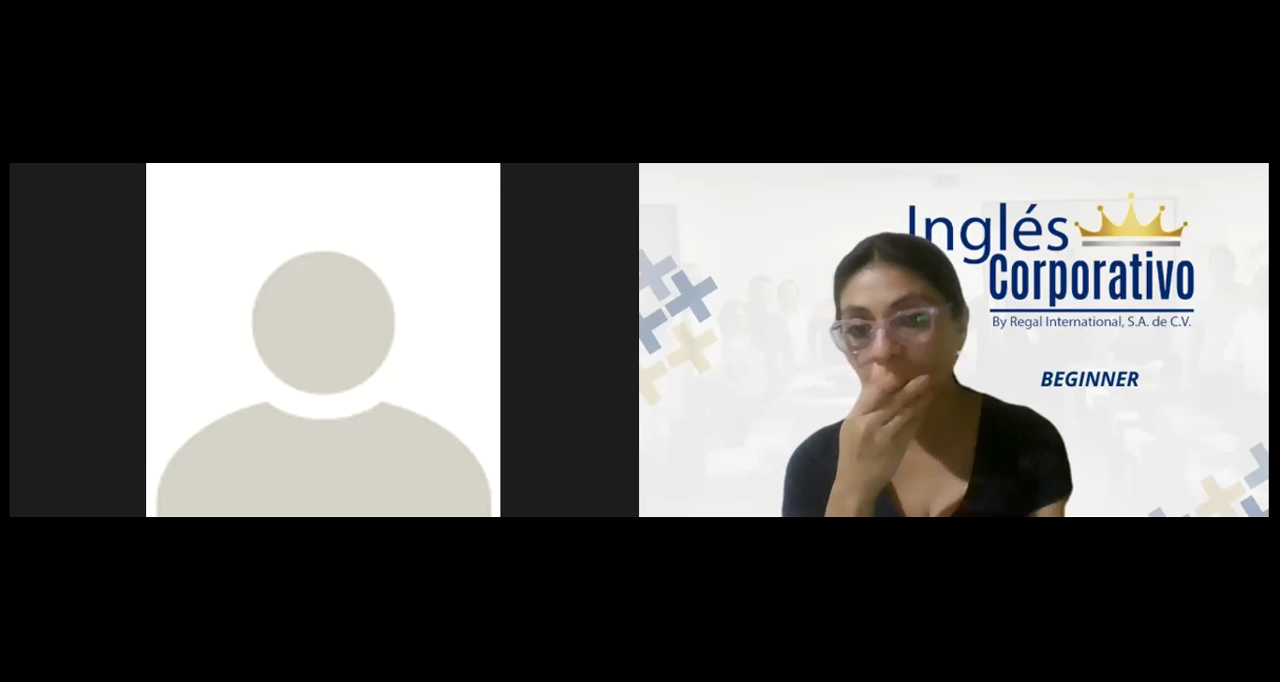 Inglés
Corporativo
By Regal International, S.A. de C.V.
BEGINNER